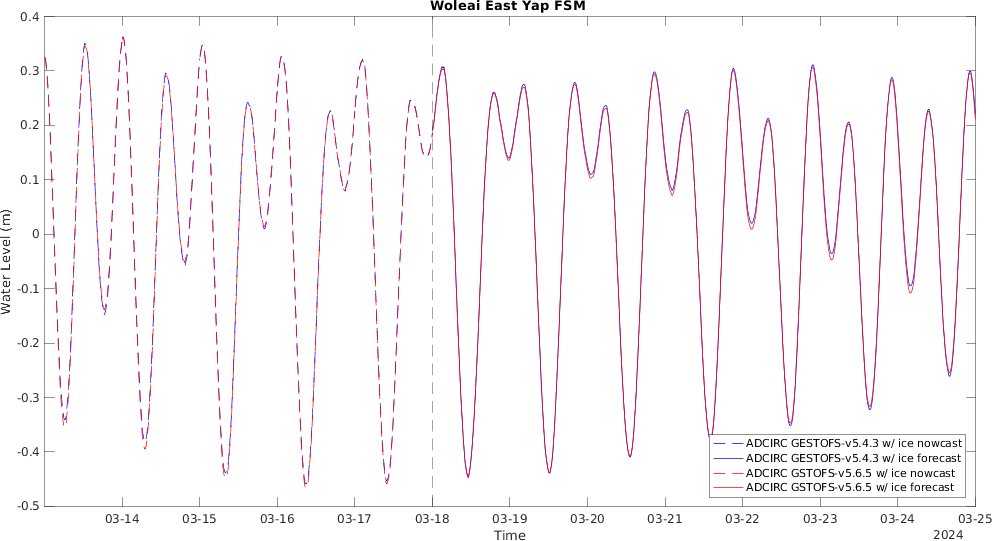 Woleai East Yap FSM
0.4
0.3
0.2
0.1
0
-0.1
-0.2
-0.3
-0.4
-0.5
Water Level (m)
ADCIRC GESTOFS-v5.4.3 w/ ice nowcast
ADCIRC GESTOFS-v5.4.3 w/ ice forecast
ADCIRC GSTOFS-v5.6.5 w/ ice nowcast
ADCIRC GSTOFS-v5.6.5 w/ ice forecast
03-14 03-15 03-16 03-17 03-18 03-19 03-20 03-21 03-22 03-23 03-24 03-25
Time
2024